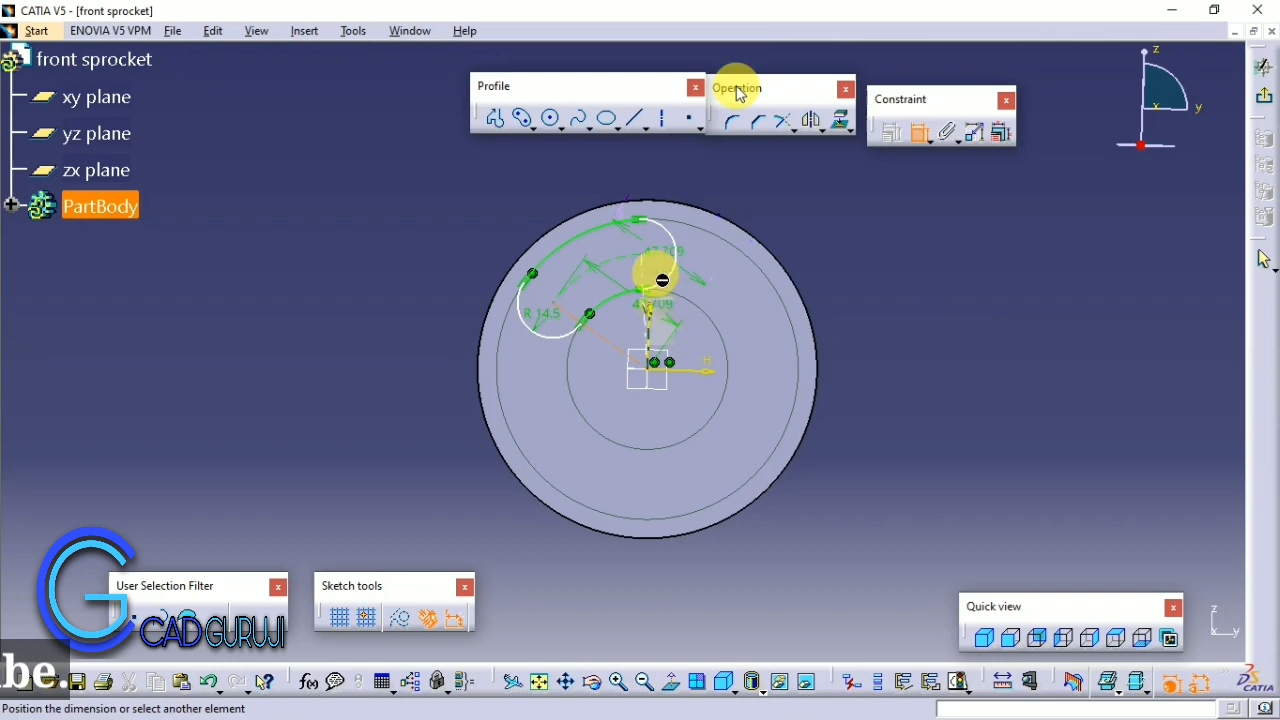 CATIA V5 - [front sprocket]
Start ENOVIA V5 VPM File Edit View Insert Tools Window Help
front sprocket
xy plane
yz plane
zx plane
PartBody
Profile
Operation
Constraint
z
x
y
R 14.5
H
User Selection Filter
Sketch tools
Quick view
CADGURUJI
z
x
y
be.
f(x)
CATIA
Position the dimension or select another element